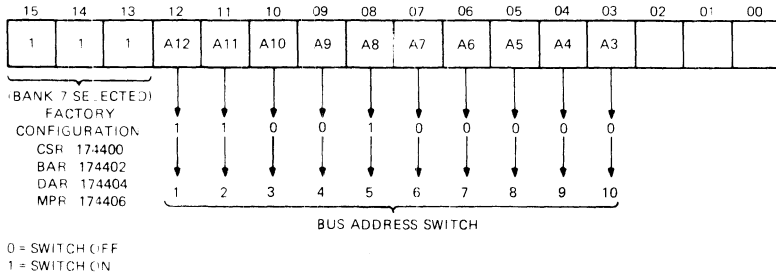 15 14 13 12 11 10 09 08 07 06 05 04 03 02 01 00
1 1 1 A12 A11 A10 A9 A8 A7 A6 A5 A4 A3
(BANK 7 SELECTED)
FACTORY
CONFIGURATION 1 1 0 0 1 0 0 0 0 0
CSR 174400
BAR 174402
DAR 174404
MPR 174406
1 2 3 4 5 6 7 8 9 10
BUS ADDRESS SWITCH
0 = SWITCH OFF
1 = SWITCH ON